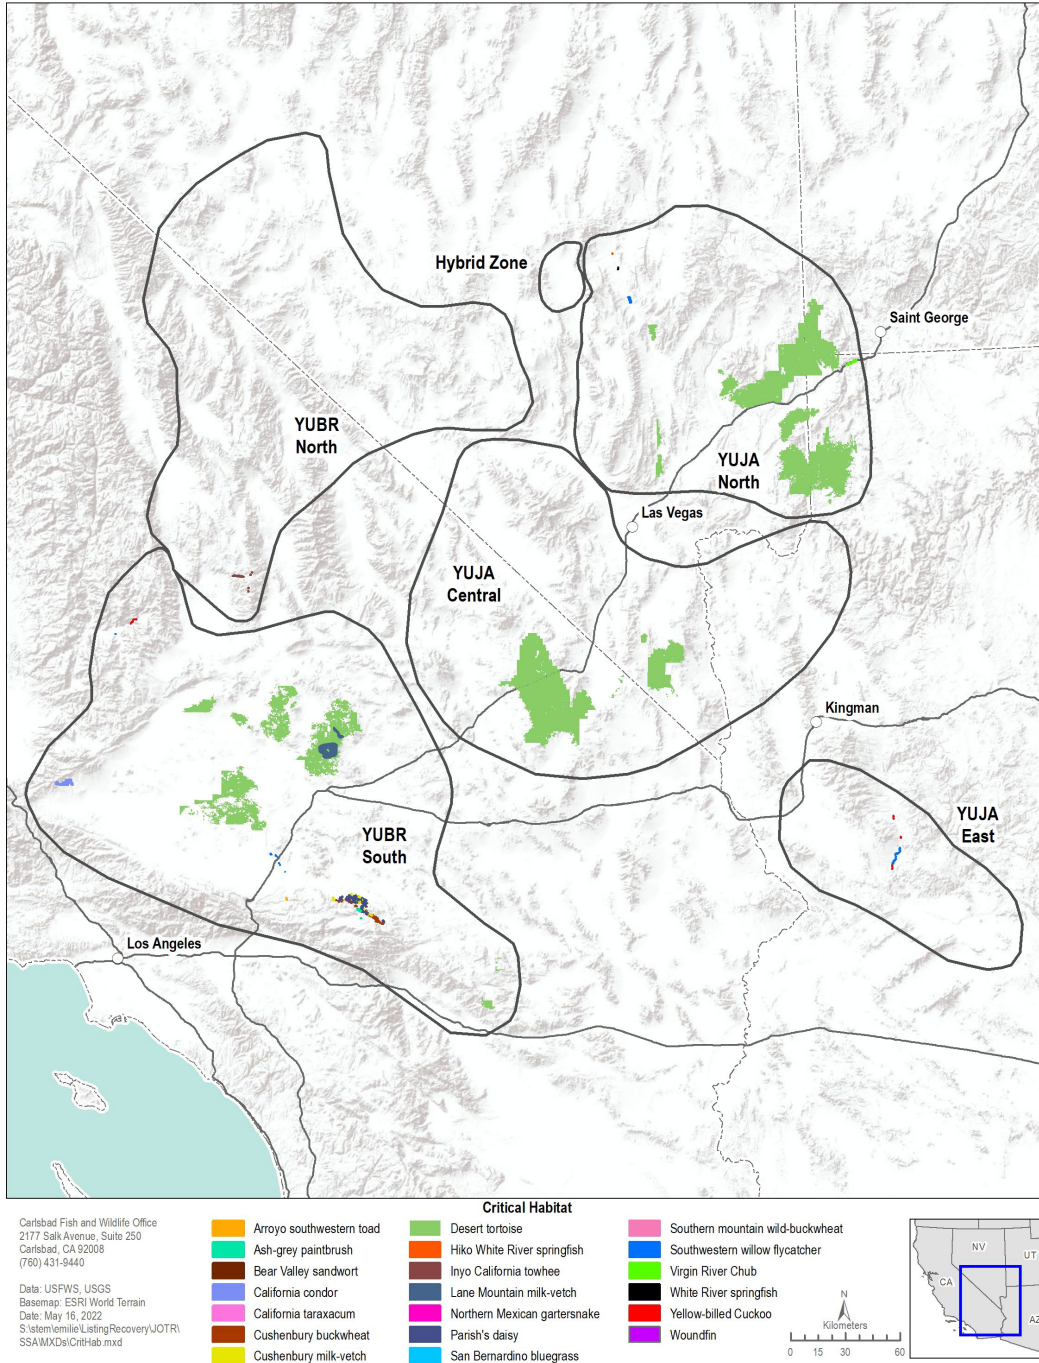 Hybrid Zone
Saint George
YUBR
North
YUJA
North
Las Vegas
YUJA
Central
Kingman
YUJA
East
YUBR
South
Los Angeles
Critical Habitat
Carlsbad Fish and Wildlife Office
2177 Salk Avenue, Suite 250
Carlsbad, CA 92008
(760) 431-9440
Data: USFWS, USGS
Basemap: ESRI World Terrain
Date: May 16, 2022
S:\stem\emilie\ListingRecovery\JOTR\
SSA\MXDs\CritHab.mxd
Arroyo southwestern toad
Ash-grey paintbrush
Bear Valley sandwort
California condor
California taraxacum
Cushenbury buckwheat
Cushenbury milk-vetch
Desert tortoise
Hiko White River springfish
Inyo California towhee
Lane Mountain milk-vetch
Northern Mexican gartersnake
Parish's daisy
San Bernardino bluegrass
Southern mountain wild-buckwheat
Southwestern willow flycatcher
Virgin River Chub
White River springfish
Yellow-billed Cuckoo
Woundfin
N
Kilometers
0 15 30 60
NV
UT
CA
AZ